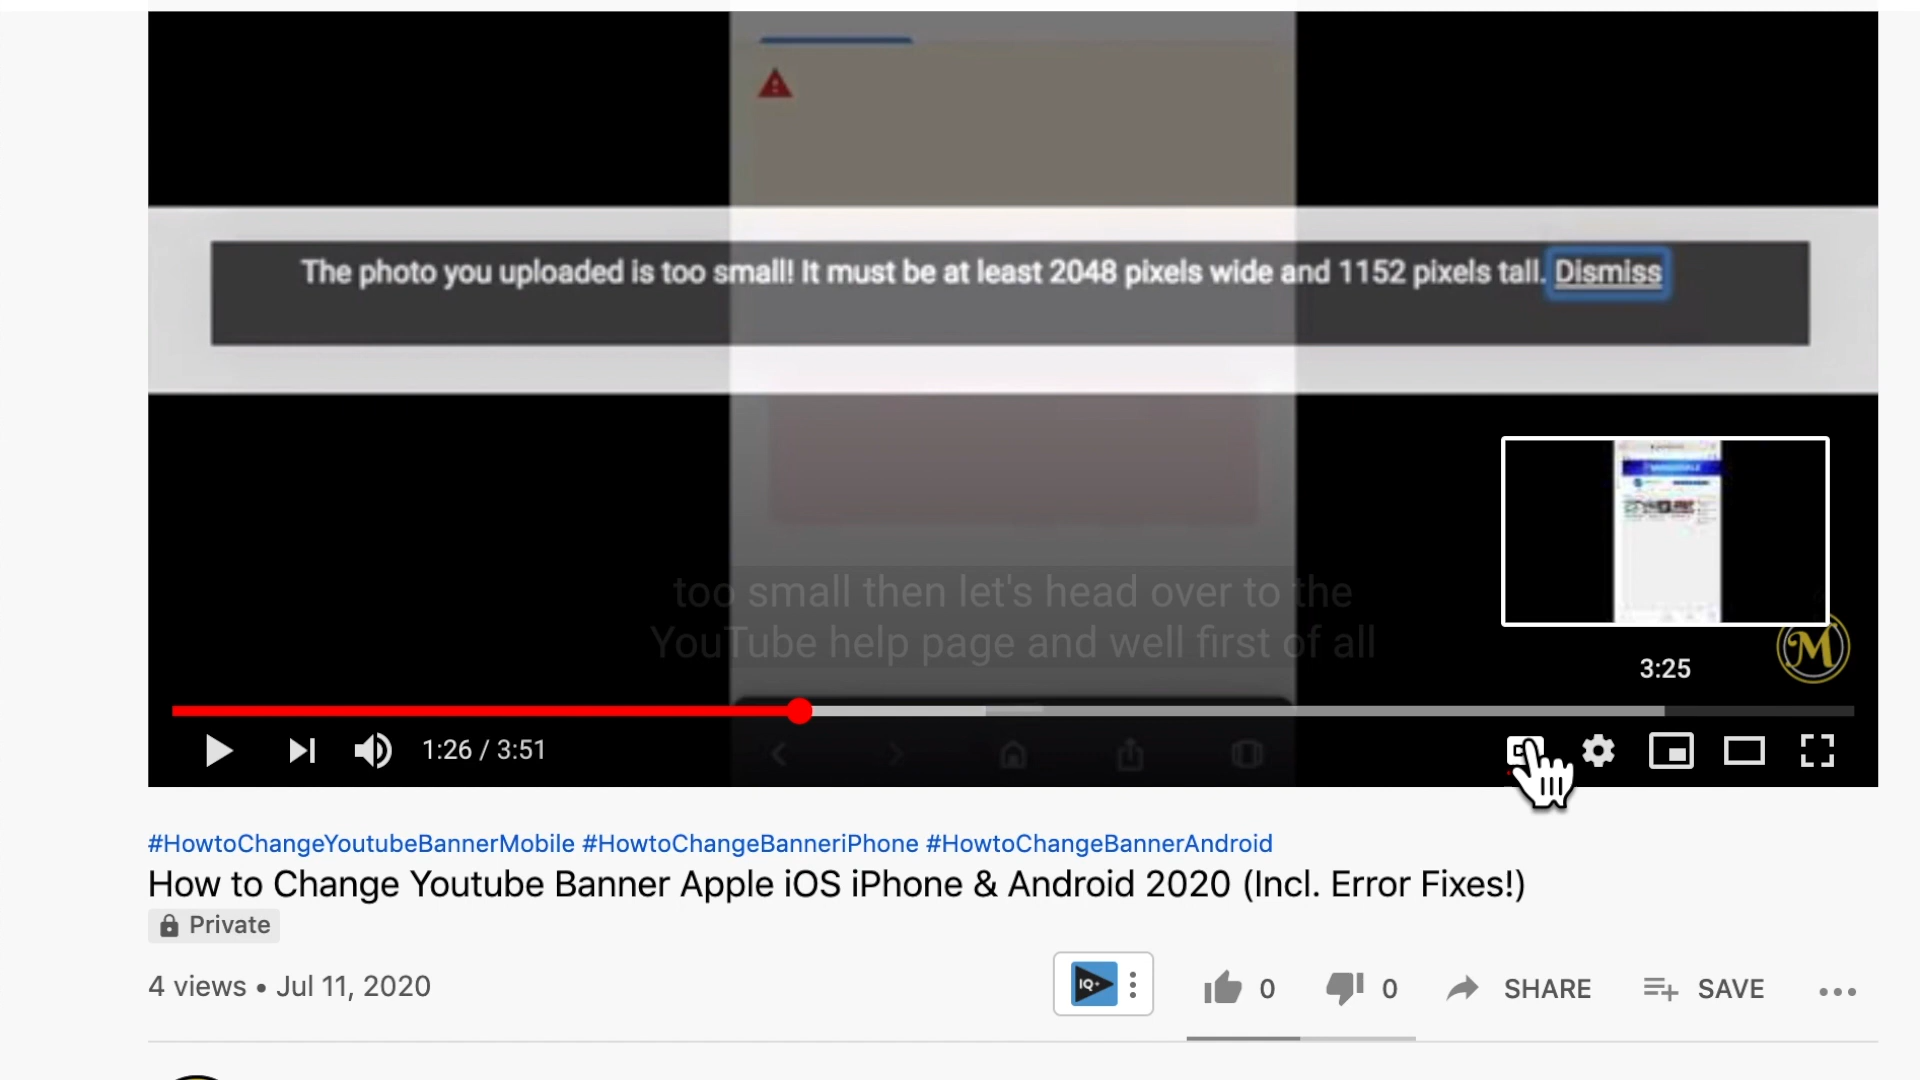 The photo you uploaded is too small! It must be at least 2048 pixels wide and 1152 pixels tall. Dismiss
too small then let's head over to the
YouTube help page and well first of all
M
3:25
1:26 / 3:51
#HowtoChangeYoutubeBannerMobile #HowtoChangeBanneriPhone #HowtoChangeBannerAndroid
How to Change Youtube Banner Apple iOS iPhone & Android 2020 (Incl. Error Fixes!)
Private
4 views • Jul 11, 2020
IQ+
0
0
SHARE
SAVE